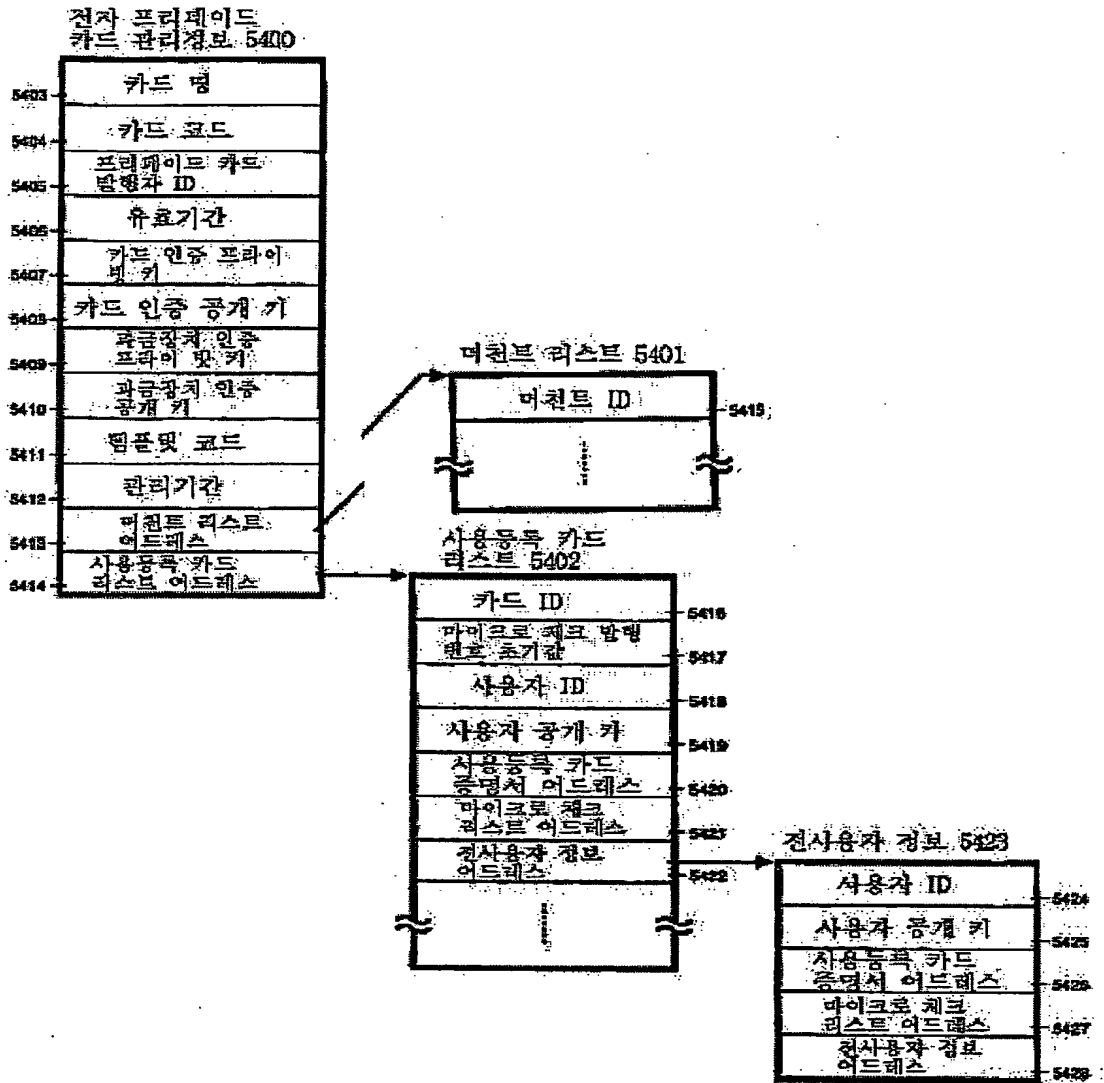 전자 프리페이드
카드 관리정보 5400
5403
카드 명
5404
카드 코드
5405
프리페이드 카드
발행자 ID
5406
유효기간
5407
카드 인증 프라이
빗 키
5408
카드 인증 공개 키
5409
과금장치 인증
프라이 빗 키
5410
과금장치 인증
공개 키
5411
템플릿 코드
5412
관리기간
5413
머천트 리스트
어드레스
5414
사용등록 카드
리스트 어드레스
머천트 리스트 5401
머천트 ID
5415
사용등록 카드
리스트 5402
카드 ID
5416
마이크로 체크 발행
번호 초기값
5417
사용자 ID
5418
사용자 공개 키
5419
사용등록 카드
증명서 어드레스
5420
마이크로 체크
리스트 어드레스
5421
전사용자 정보
어드레스
5422
전사용자 정보 5423
사용자 ID
5424
사용자 공개 키
5425
사용등록 카드
증명서 어드레스
5426
마이크로 체크
리스트 어드레스
5427
전사용자 정보
어드레스
5428